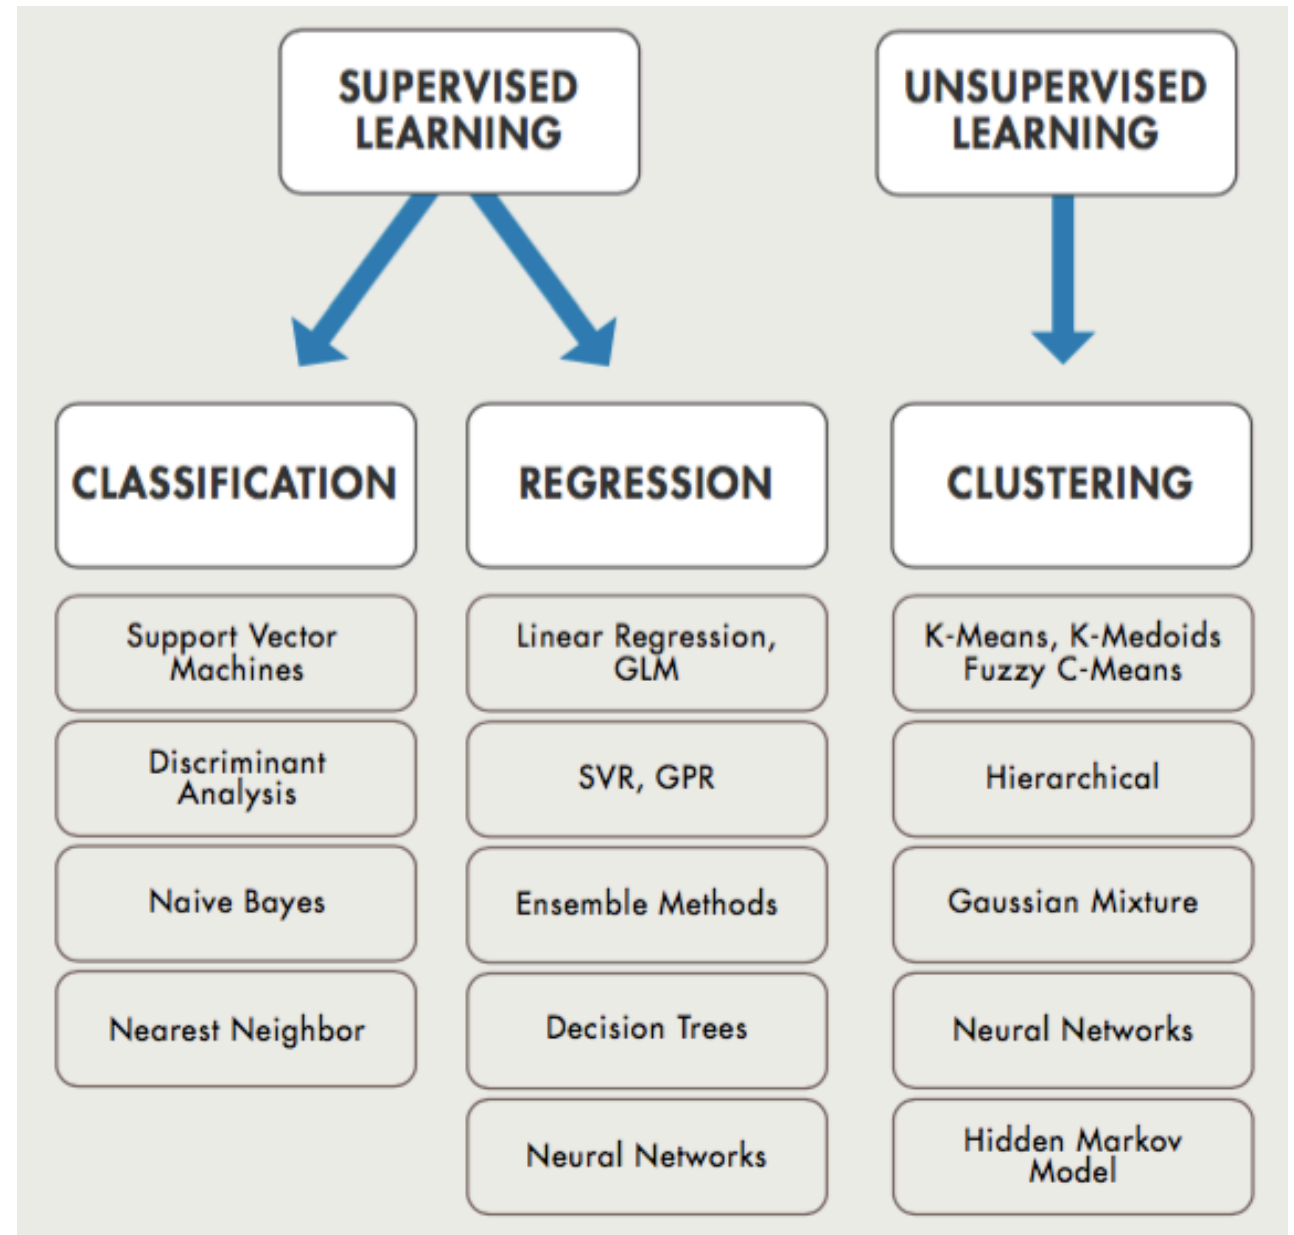 SUPERVISED
LEARNING
UNSUPERVISED
LEARNING
CLASSIFICATION
REGRESSION
CLUSTERING
Support Vector
Machines
Discriminant
Analysis
Naive Bayes
Nearest Neighbor
Linear Regression,
GLM
SVR, GPR
Ensemble Methods
Decision Trees
Neural Networks
K-Means, K-Medoids
Fuzzy C-Means
Hierarchical
Gaussian Mixture
Neural Networks
Hidden Markov
Model